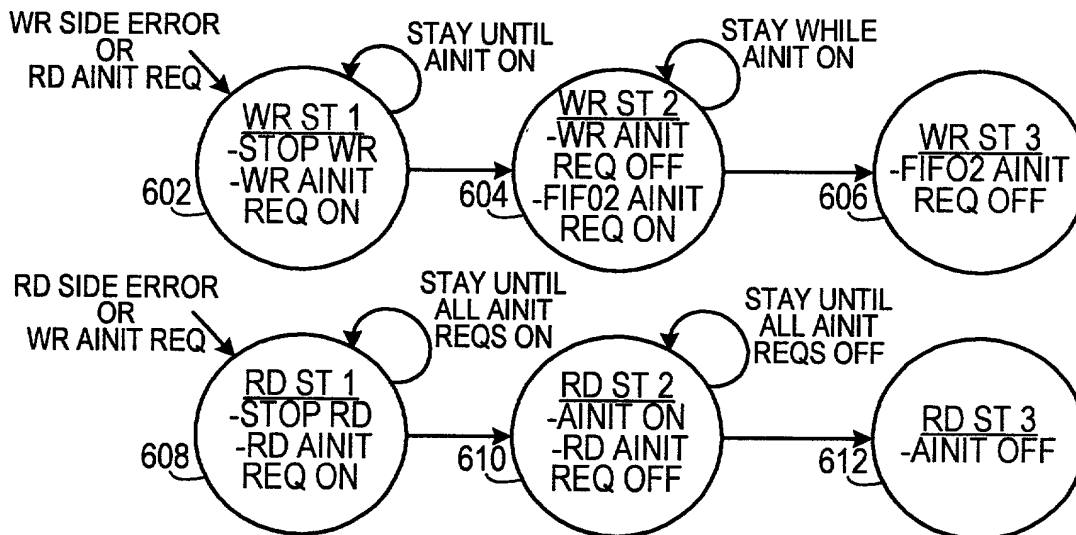 WR SIDE ERROR
OR
RD AINIT REQ
STAY UNTIL
AINIT ON
STAY WHILE
AINIT ON
WR ST 1
-STOP WR
-WR AINIT
REQ ON
602
WR ST 2
-WR AINIT
REQ OFF
-FIF02 AINIT
REQ ON
604
WR ST 3
-FIFO2 AINIT
REQ OFF
606
RD SIDE ERROR
OR
WR AINIT REQ
STAY UNTIL
ALL AINIT
REQS ON
STAY UNTIL
ALL AINIT
REQS OFF
RD ST 1
-STOP RD
-RD AINIT
REQ ON
608
RD ST 2
-AINIT ON
-RD AINIT
REQ OFF
610
RD ST 3
-AINIT OFF
612